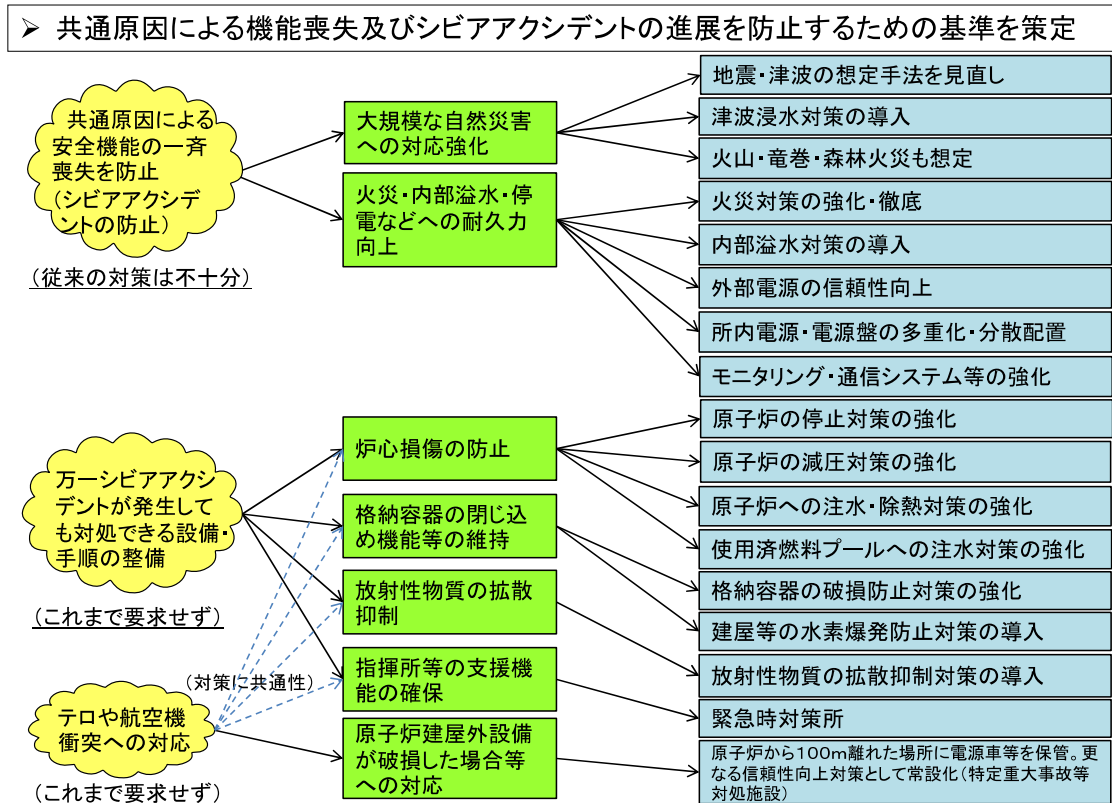 ➢ 共通原因による機能喪失及びシビアアクシデントの進展を防止するための基準を策定
共通原因による
安全機能の一斉
喪失を防止
(シビアアクシデ
ントの防止)
(従来の対策は不十分)
万一シビアアクシ
デントが発生して
も対処できる設備・
手順の整備
(これまで要求せず)
テロや航空機
衝突への対応
(これまで要求せず)
(対策に共通性)
大規模な自然災害
への対応強化
火災・内部溢水・停
電などへの耐久力
向上
炉心損傷の防止
格納容器の閉じ込
め機能等の維持
放射性物質の拡散
抑制
指揮所等の支援機
能の確保
原子炉建屋外設備
が破損した場合等
への対応
地震・津波の想定手法を見直し
津波浸水対策の導入
火山・竜巻・森林火災も想定
火災対策の強化・徹底
内部溢水対策の導入
外部電源の信頼性向上
所内電源・電源盤の多重化・分散配置
モニタリング・通信システム等の強化
原子炉の停止対策の強化
原子炉の減圧対策の強化
原子炉への注水・除熱対策の強化
使用済燃料プールへの注水対策の強化
格納容器の破損防止対策の強化
建屋等の水素爆発防止対策の導入
放射性物質の拡散抑制対策の導入
緊急時対策所
原子炉から100m離れた場所に電源車等を保管。更
なる信頼性向上対策として常設化(特定重大事故等
対処施設)